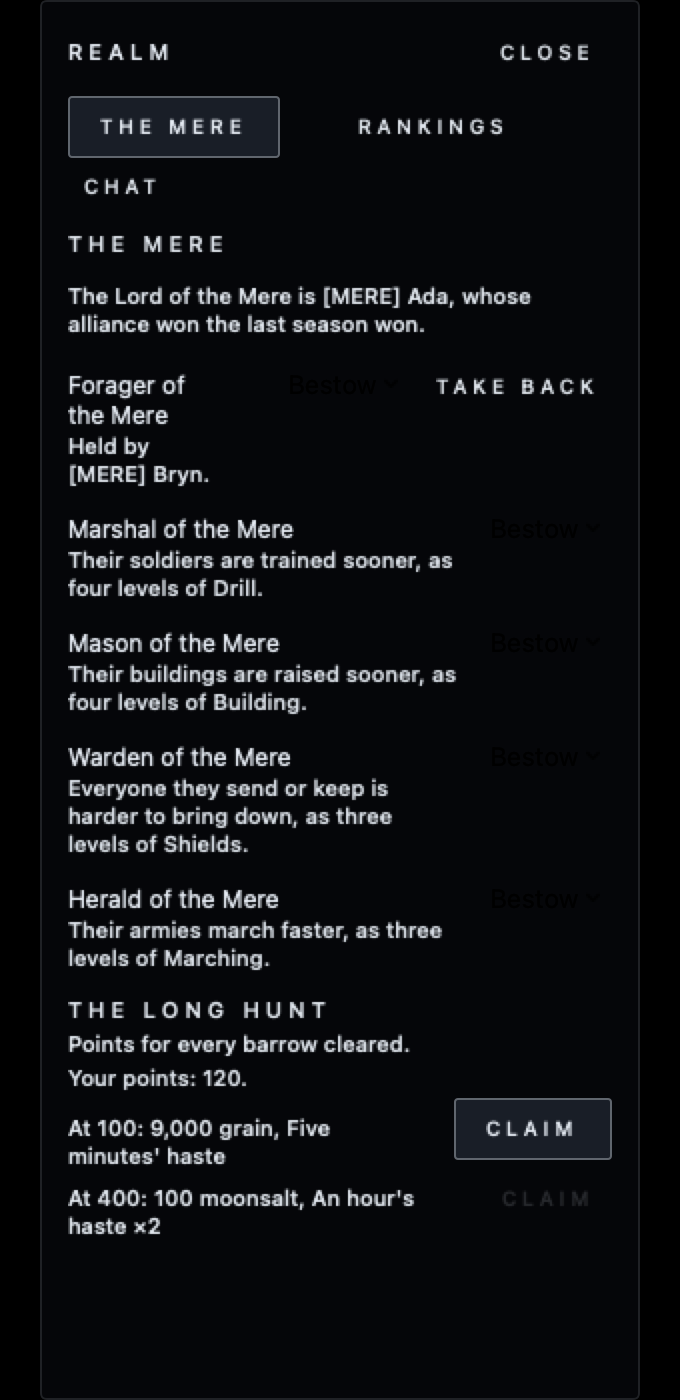 REALM
CLOSE
THE MERE
RANKINGS
CHAT
THE MERE
The Lord of the Mere is [MERE] Ada, whose
alliance won the last season won.
Forager of
the Mere
Bestow
TAKE BACK
Held by
[MERE] Bryn.
Marshal of the Mere
Bestow
Their soldiers are trained sooner, as
four levels of Drill.
Mason of the Mere
Bestow
Their buildings are raised sooner, as
four levels of Building.
Warden of the Mere
Bestow
Everyone they send or keep is
harder to bring down, as three
levels of Shields.
Herald of the Mere
Bestow
Their armies march faster, as three
levels of Marching.
THE LONG HUNT
Points for every barrow cleared.
Your points: 120.
At 100: 9,000 grain, Five
minutes' haste
CLAIM
At 400: 100 moonsalt, An hour's
haste ×2
CLAIM